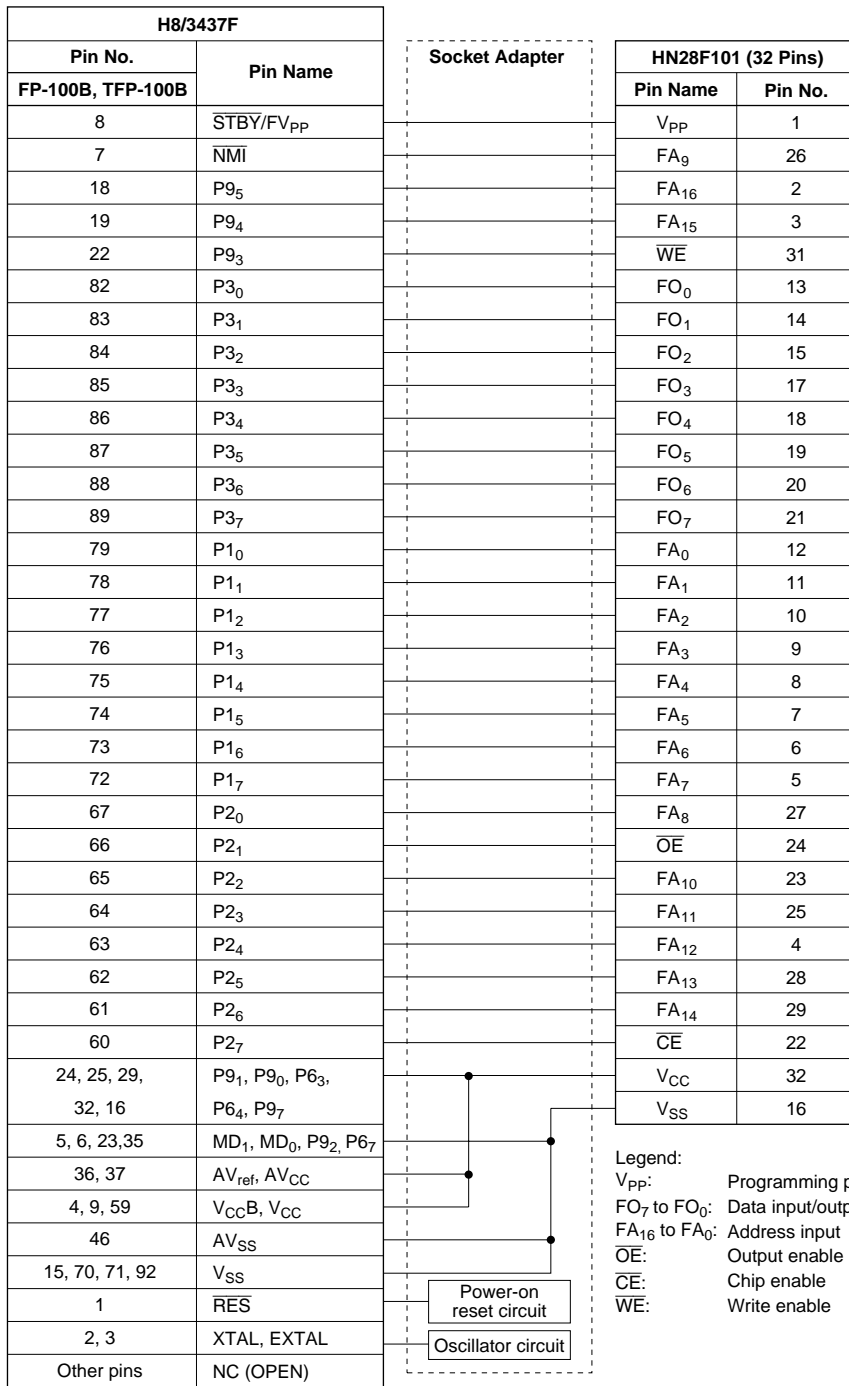 H8/3437F
Pin No. Pin Name Socket Adapter HN28F101 (32 Pins)
FP-100B, TFP-100B Pin Name Pin No.
8 S̅T̅B̅Y̅/FVPP VPP 1
7 N̅M̅I̅ FA9 26
18 P95 FA16 2
19 P94 FA15 3
22 P93 W̅E̅ 31
82 P30 FO0 13
83 P31 FO1 14
84 P32 FO2 15
85 P33 FO3 17
86 P34 FO4 18
87 P35 FO5 19
88 P36 FO6 20
89 P37 FO7 21
79 P10 FA0 12
78 P11 FA1 11
77 P12 FA2 10
76 P13 FA3 9
75 P14 FA4 8
74 P15 FA5 7
73 P16 FA6 6
72 P17 FA7 5
67 P20 FA8 27
66 P21 O̅E̅ 24
65 P22 FA10 23
64 P23 FA11 25
63 P24 FA12 4
62 P25 FA13 28
61 P26 FA14 29
60 P27 C̅E̅ 22
24, 25, 29, P91, P90, P63, VCC 32
32, 16 P64, P97 VSS 16
5, 6, 23,35 MD1, MD0, P92, P67
36, 37 AVref, AVCC
4, 9, 59 VCCB, VCC
46 AVSS
15, 70, 71, 92 VSS
1 R̅E̅S̅ Power-on
reset circuit
2, 3 XTAL, EXTAL Oscillator circuit
Other pins NC (OPEN)
Legend:
VPP: Programming
FO7 to FO0: Data
FA16 to FA0: Address input
O̅E̅: Output enable
C̅E̅: Chip enable
W̅E̅: Write enable